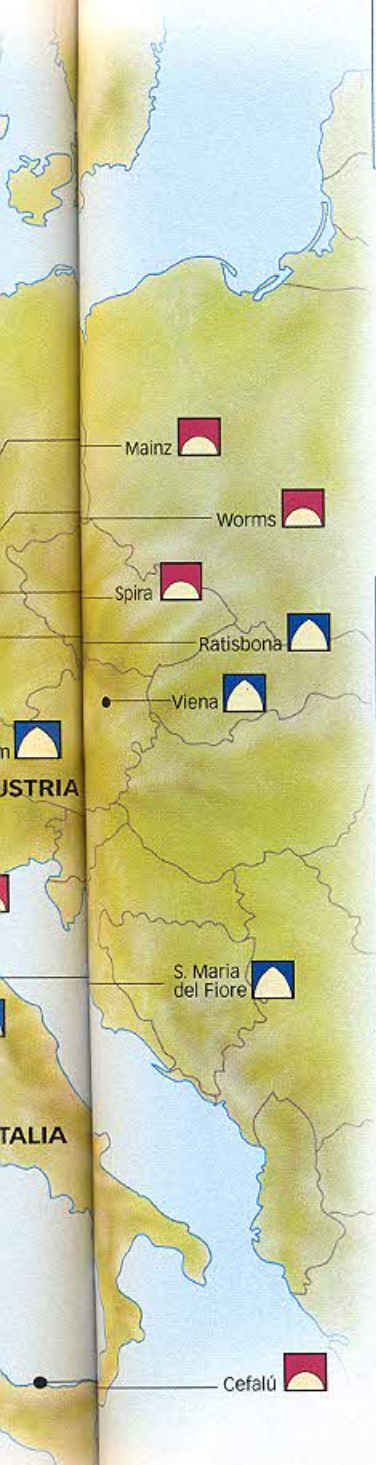 Mainz
Worms
Spira
Ratisbona
Viena
m
USTRIA
S. Maria
del Fiore
TALIA
Cefalú